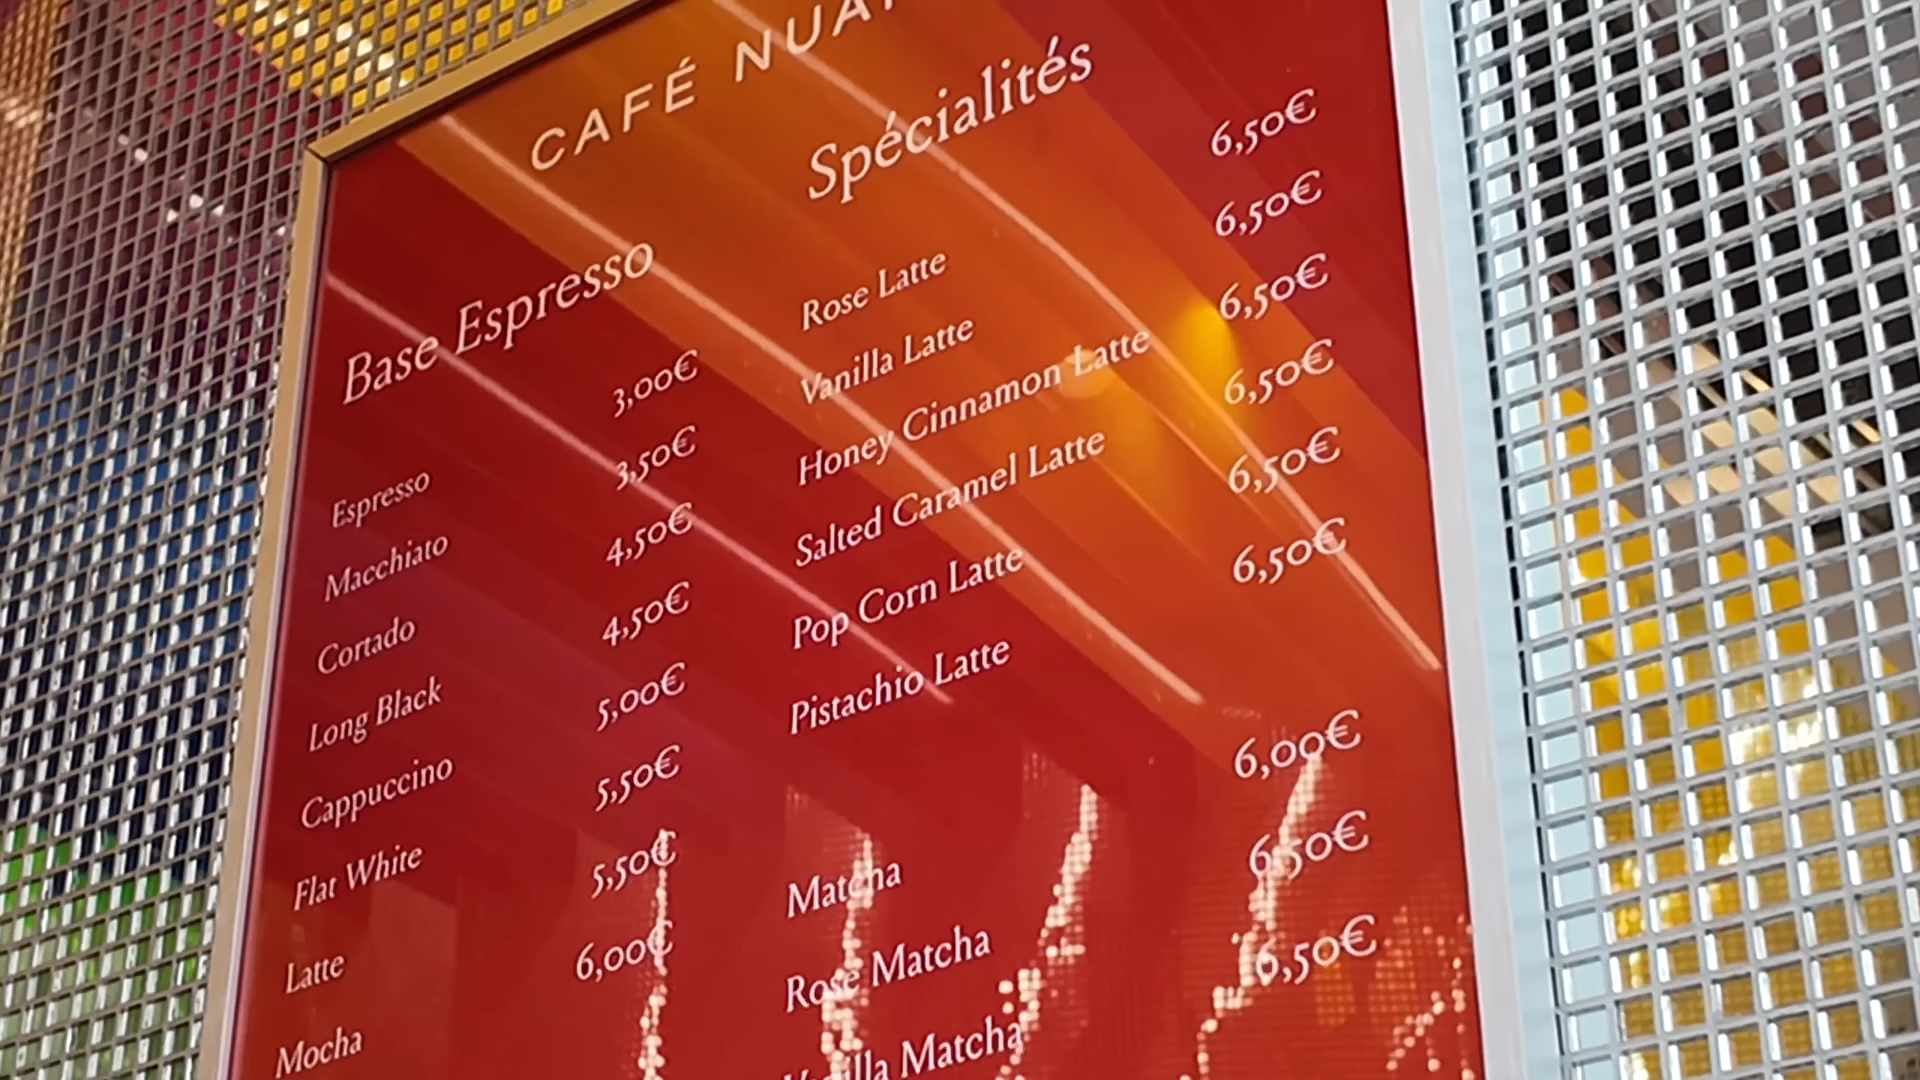 CAFÉ
Base Espresso
Espresso 3,00€
Macchiato 3,50€
Cortado 4,50€
Long Black 4,50€
Cappuccino 5,00€
Flat White 5,50€
Latte 5,50€
Mocha 6,00€
Spécialités
Rose Latte 6,50€
Vanilla Latte 6,50€
Honey Cinnamon Latte 6,50€
Salted Caramel Latte 6,50€
Pop Corn Latte 6,50€
Pistachio Latte 6,50€
Matcha 6,00€
Rose Matcha 6,50€
Vanilla Matcha 6,50€